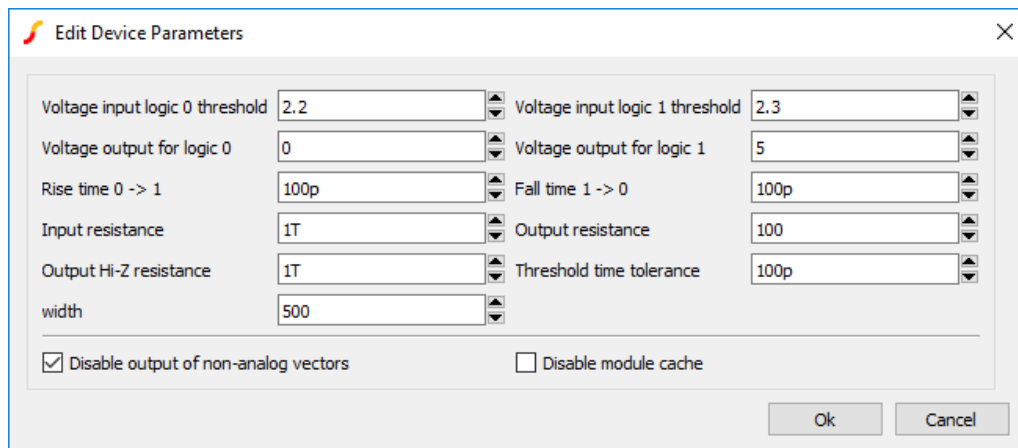 Edit Device Parameters
Voltage input logic 0 threshold 2.2 Voltage input logic 1 threshold 2.3
Voltage output for logic 0 0 Voltage output for logic 1 5
Rise time 0 -> 1 100p Fall time 1 -> 0 100p
Input resistance 1T Output resistance 100
Output Hi-Z resistance 1T Threshold time tolerance 100p
width 500
Disable output of non-analog vectors Disable module cache
Ok Cancel